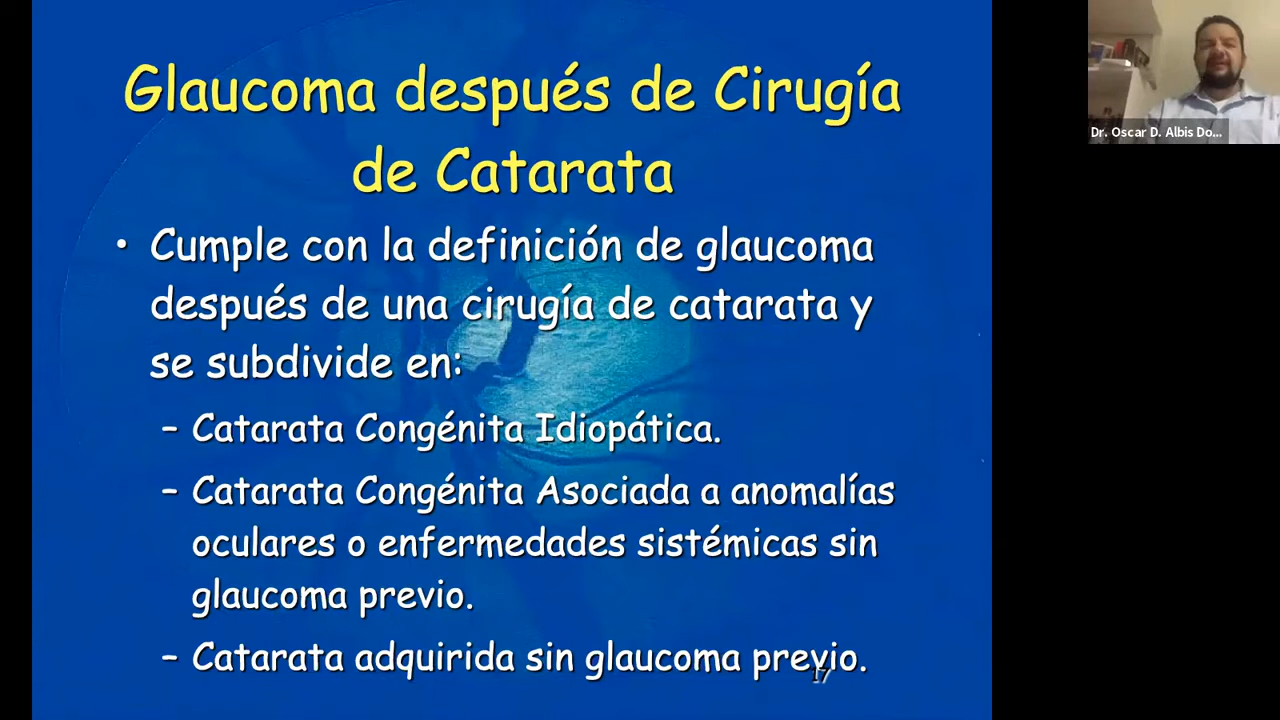 Glaucoma después de Cirugía
de Catarata
• Cumple con la definición de glaucoma
después de una cirugía de catarata y
se subdivide en:
– Catarata Congénita Idiopática.
– Catarata Congénita Asociada a anomalías
oculares o enfermedades sistémicas sin
glaucoma previo.
– Catarata adquirida sin glaucoma previo.
17
Dr. Oscar D. Albis Do...